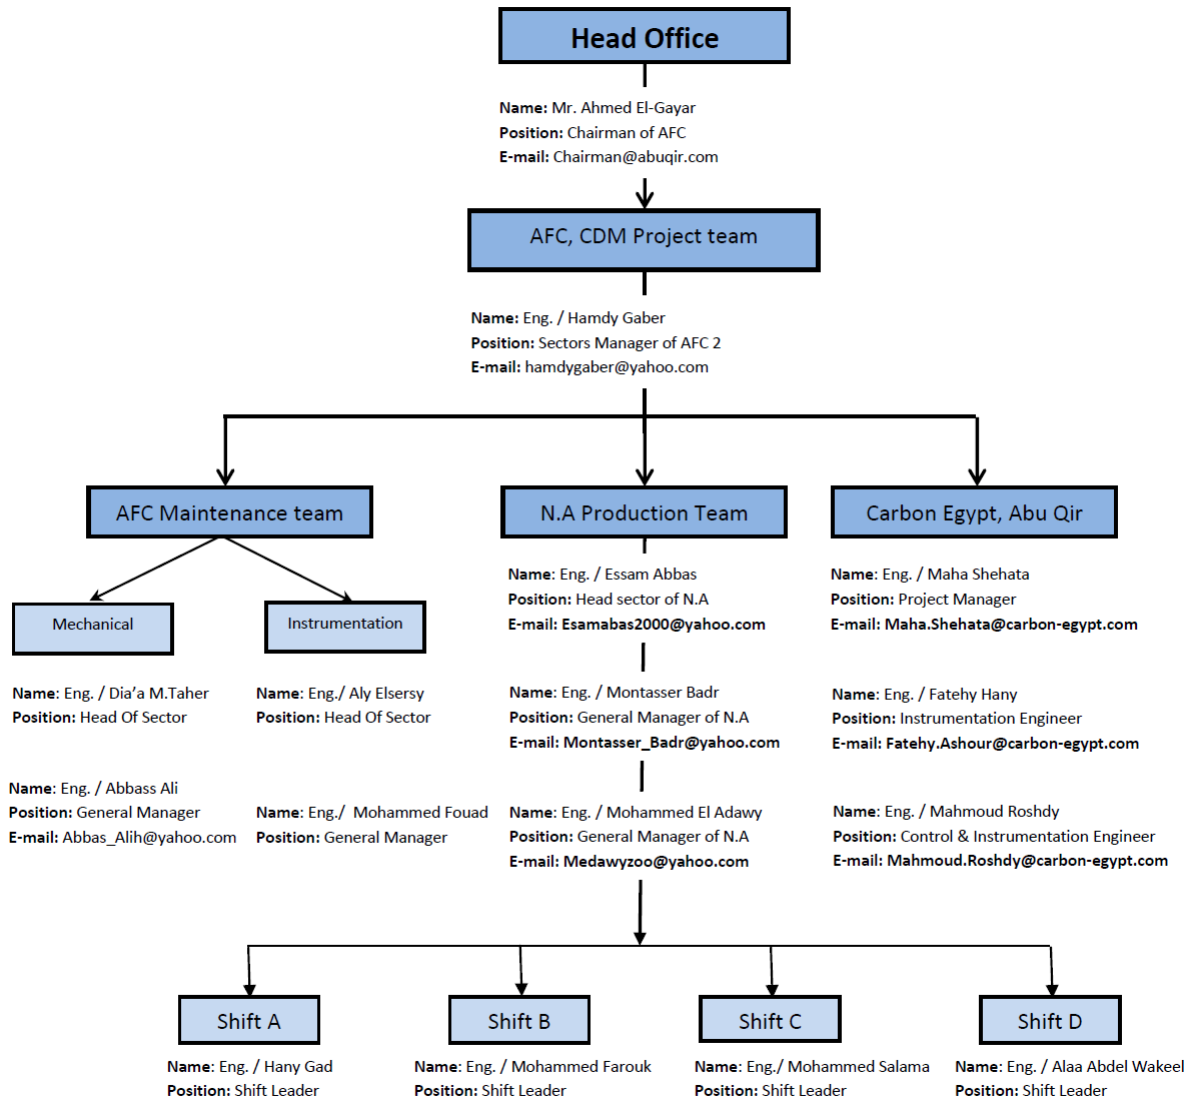 Head Office
Name: Mr. Ahmed El-Gayar
Position: Chairman of AFC
E-mail: Chairman@abuqir.com
AFC, CDM Project team
Name: Eng. / Hamdy Gaber
Position: Sectors Manager of AFC 2
E-mail: hamdygaber@yahoo.com
AFC Maintenance team
Mechanical
Name: Eng. / Dia'a M.Taher
Position: Head Of Sector
Name: Eng. / Abbass Ali
Position: General Manager
E-mail: Abbas_Alih@yahoo.com
Instrumentation
Name: Eng./ Aly Elsersy
Position: Head Of Sector
Name: Eng./ Mohammed Fouad
Position: General Manager
N.A Production Team
Name: Eng. / Essam Abbas
Position: Head sector of N.A
E-mail: Esamabas2000@yahoo.com
Name: Eng. / Montasser Badr
Position: General Manager of N.A
E-mail: Montasser_Badr@yahoo.com
Name: Eng. / Mohammed El Adawy
Position: General Manager of N.A
E-mail: Medawyzoo@yahoo.com
Carbon Egypt, Abu Qir
Name: Eng. / Maha Shehata
Position: Project Manager
E-mail: Maha.Shehata@carbon-egypt.com
Name: Eng. / Fatehy Hany
Position: Instrumentation Engineer
E-mail: Fatehy.Ashour@carbon-egypt.com
Name: Eng. / Mahmoud Roshdy
Position: Control & Instrumentation Engineer
E-mail: Mahmoud.Roshdy@carbon-egypt.com
Shift A
Name: Eng. / Hany Gad
Position: Shift Leader
Shift B
Name: Eng. / Mohammed Farouk
Position: Shift Leader
Shift C
Name: Eng./ Mohammed Salama
Position: Shift Leader
Shift D
Name: Eng. / Alaa Abdel Wakeel
Position: Shift Leader